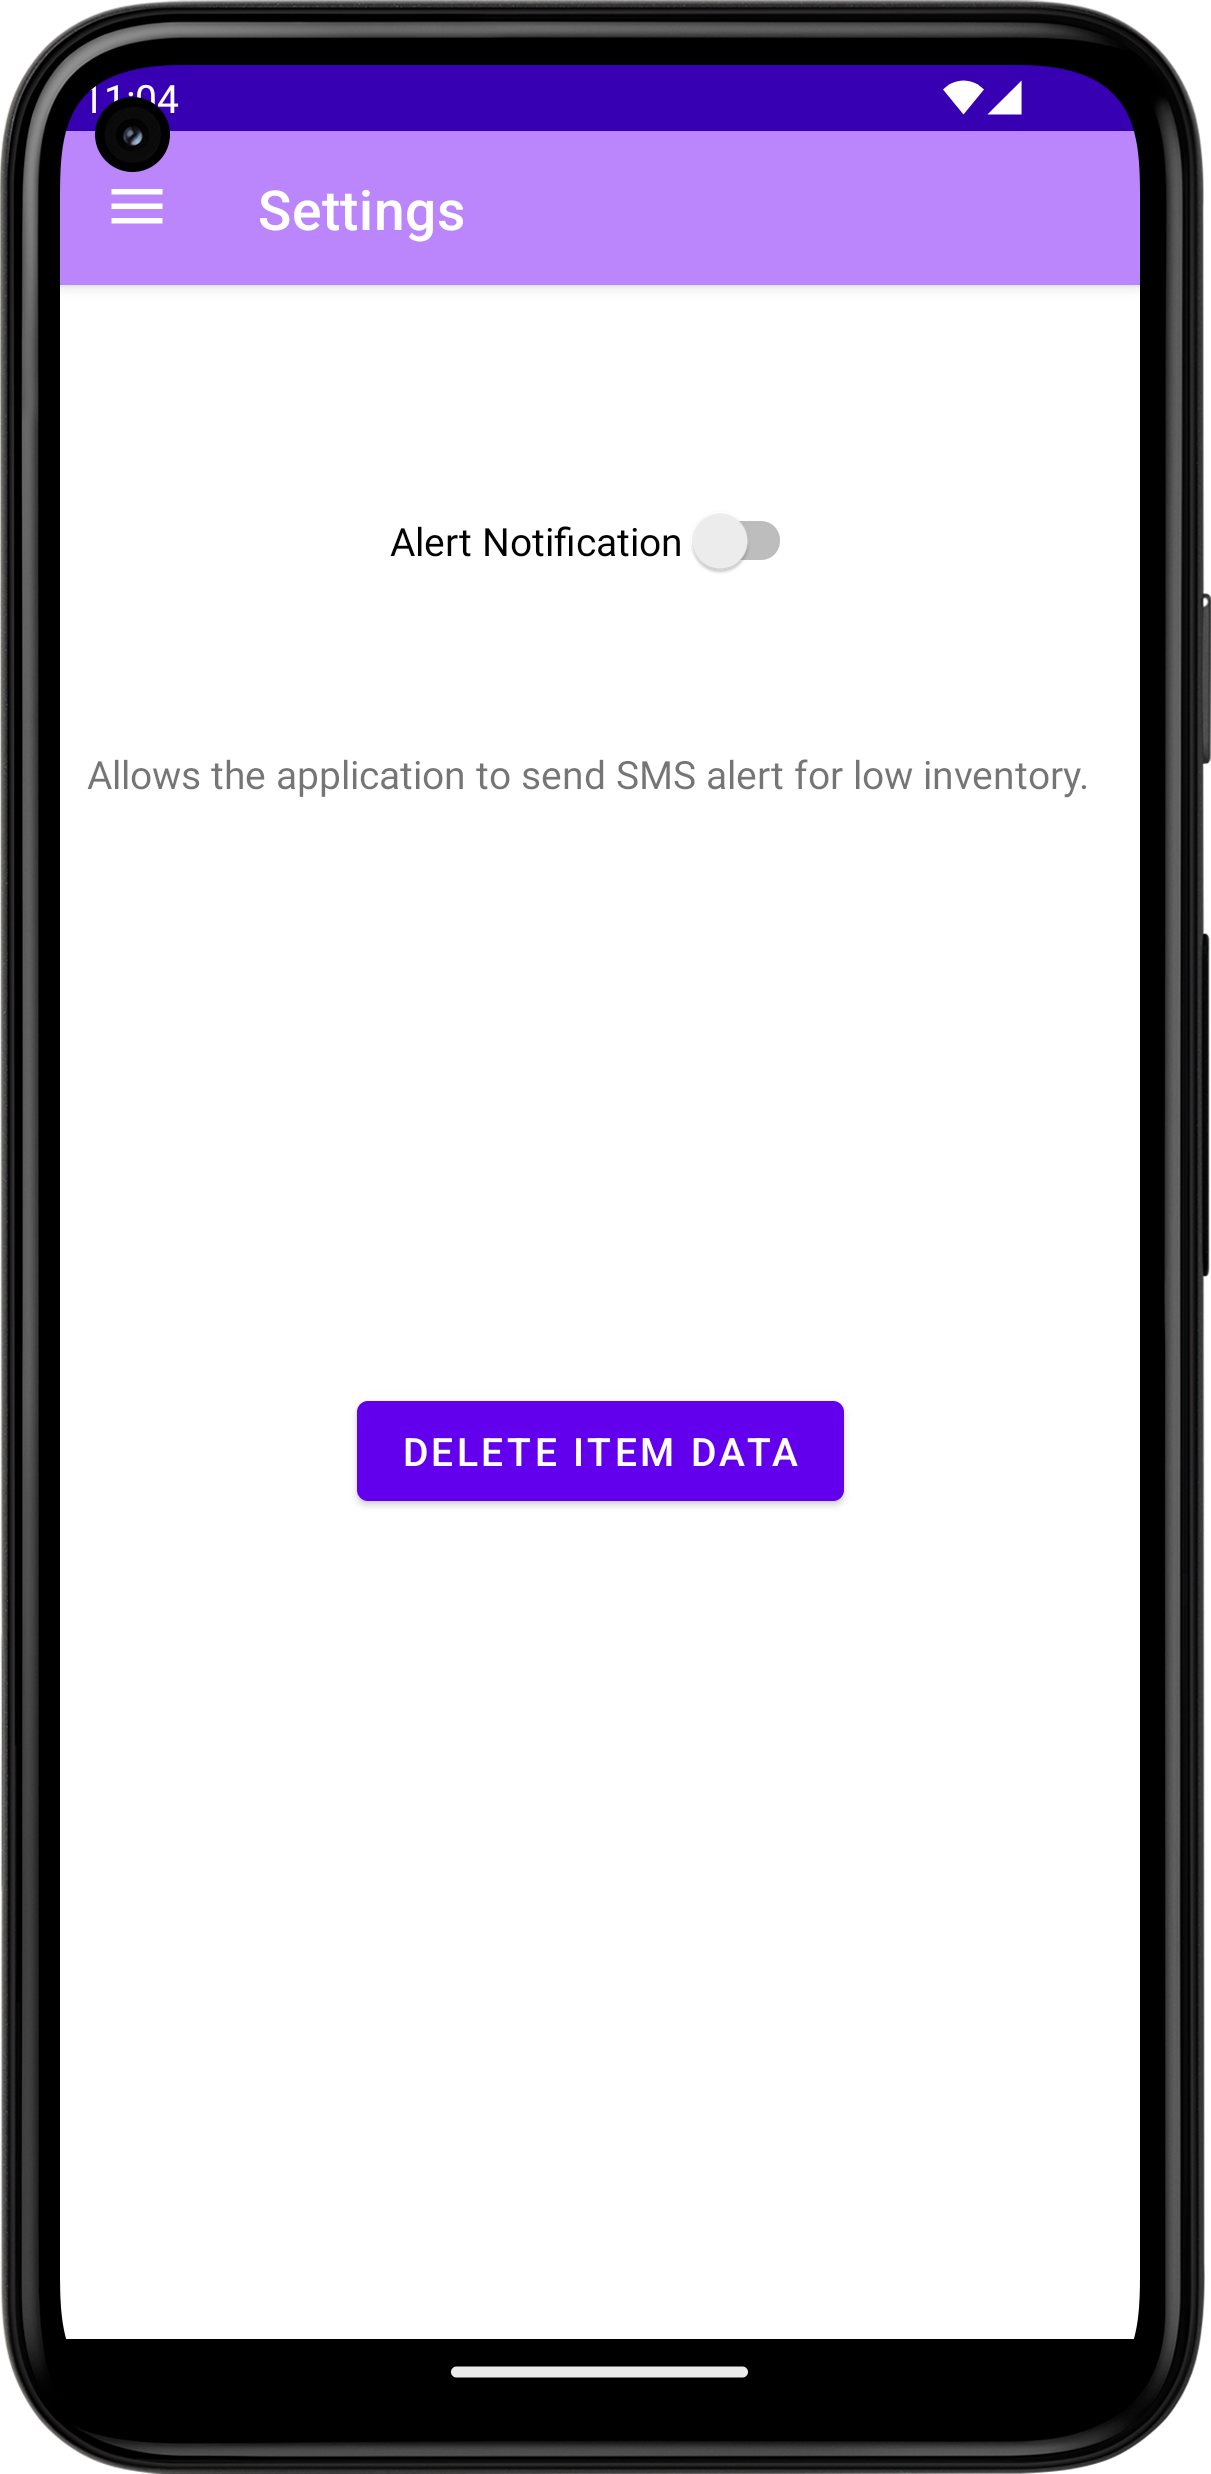 11:04
Settings
Alert Notification
Allows the application to send SMS alert for low inventory.
DELETE ITEM DATA